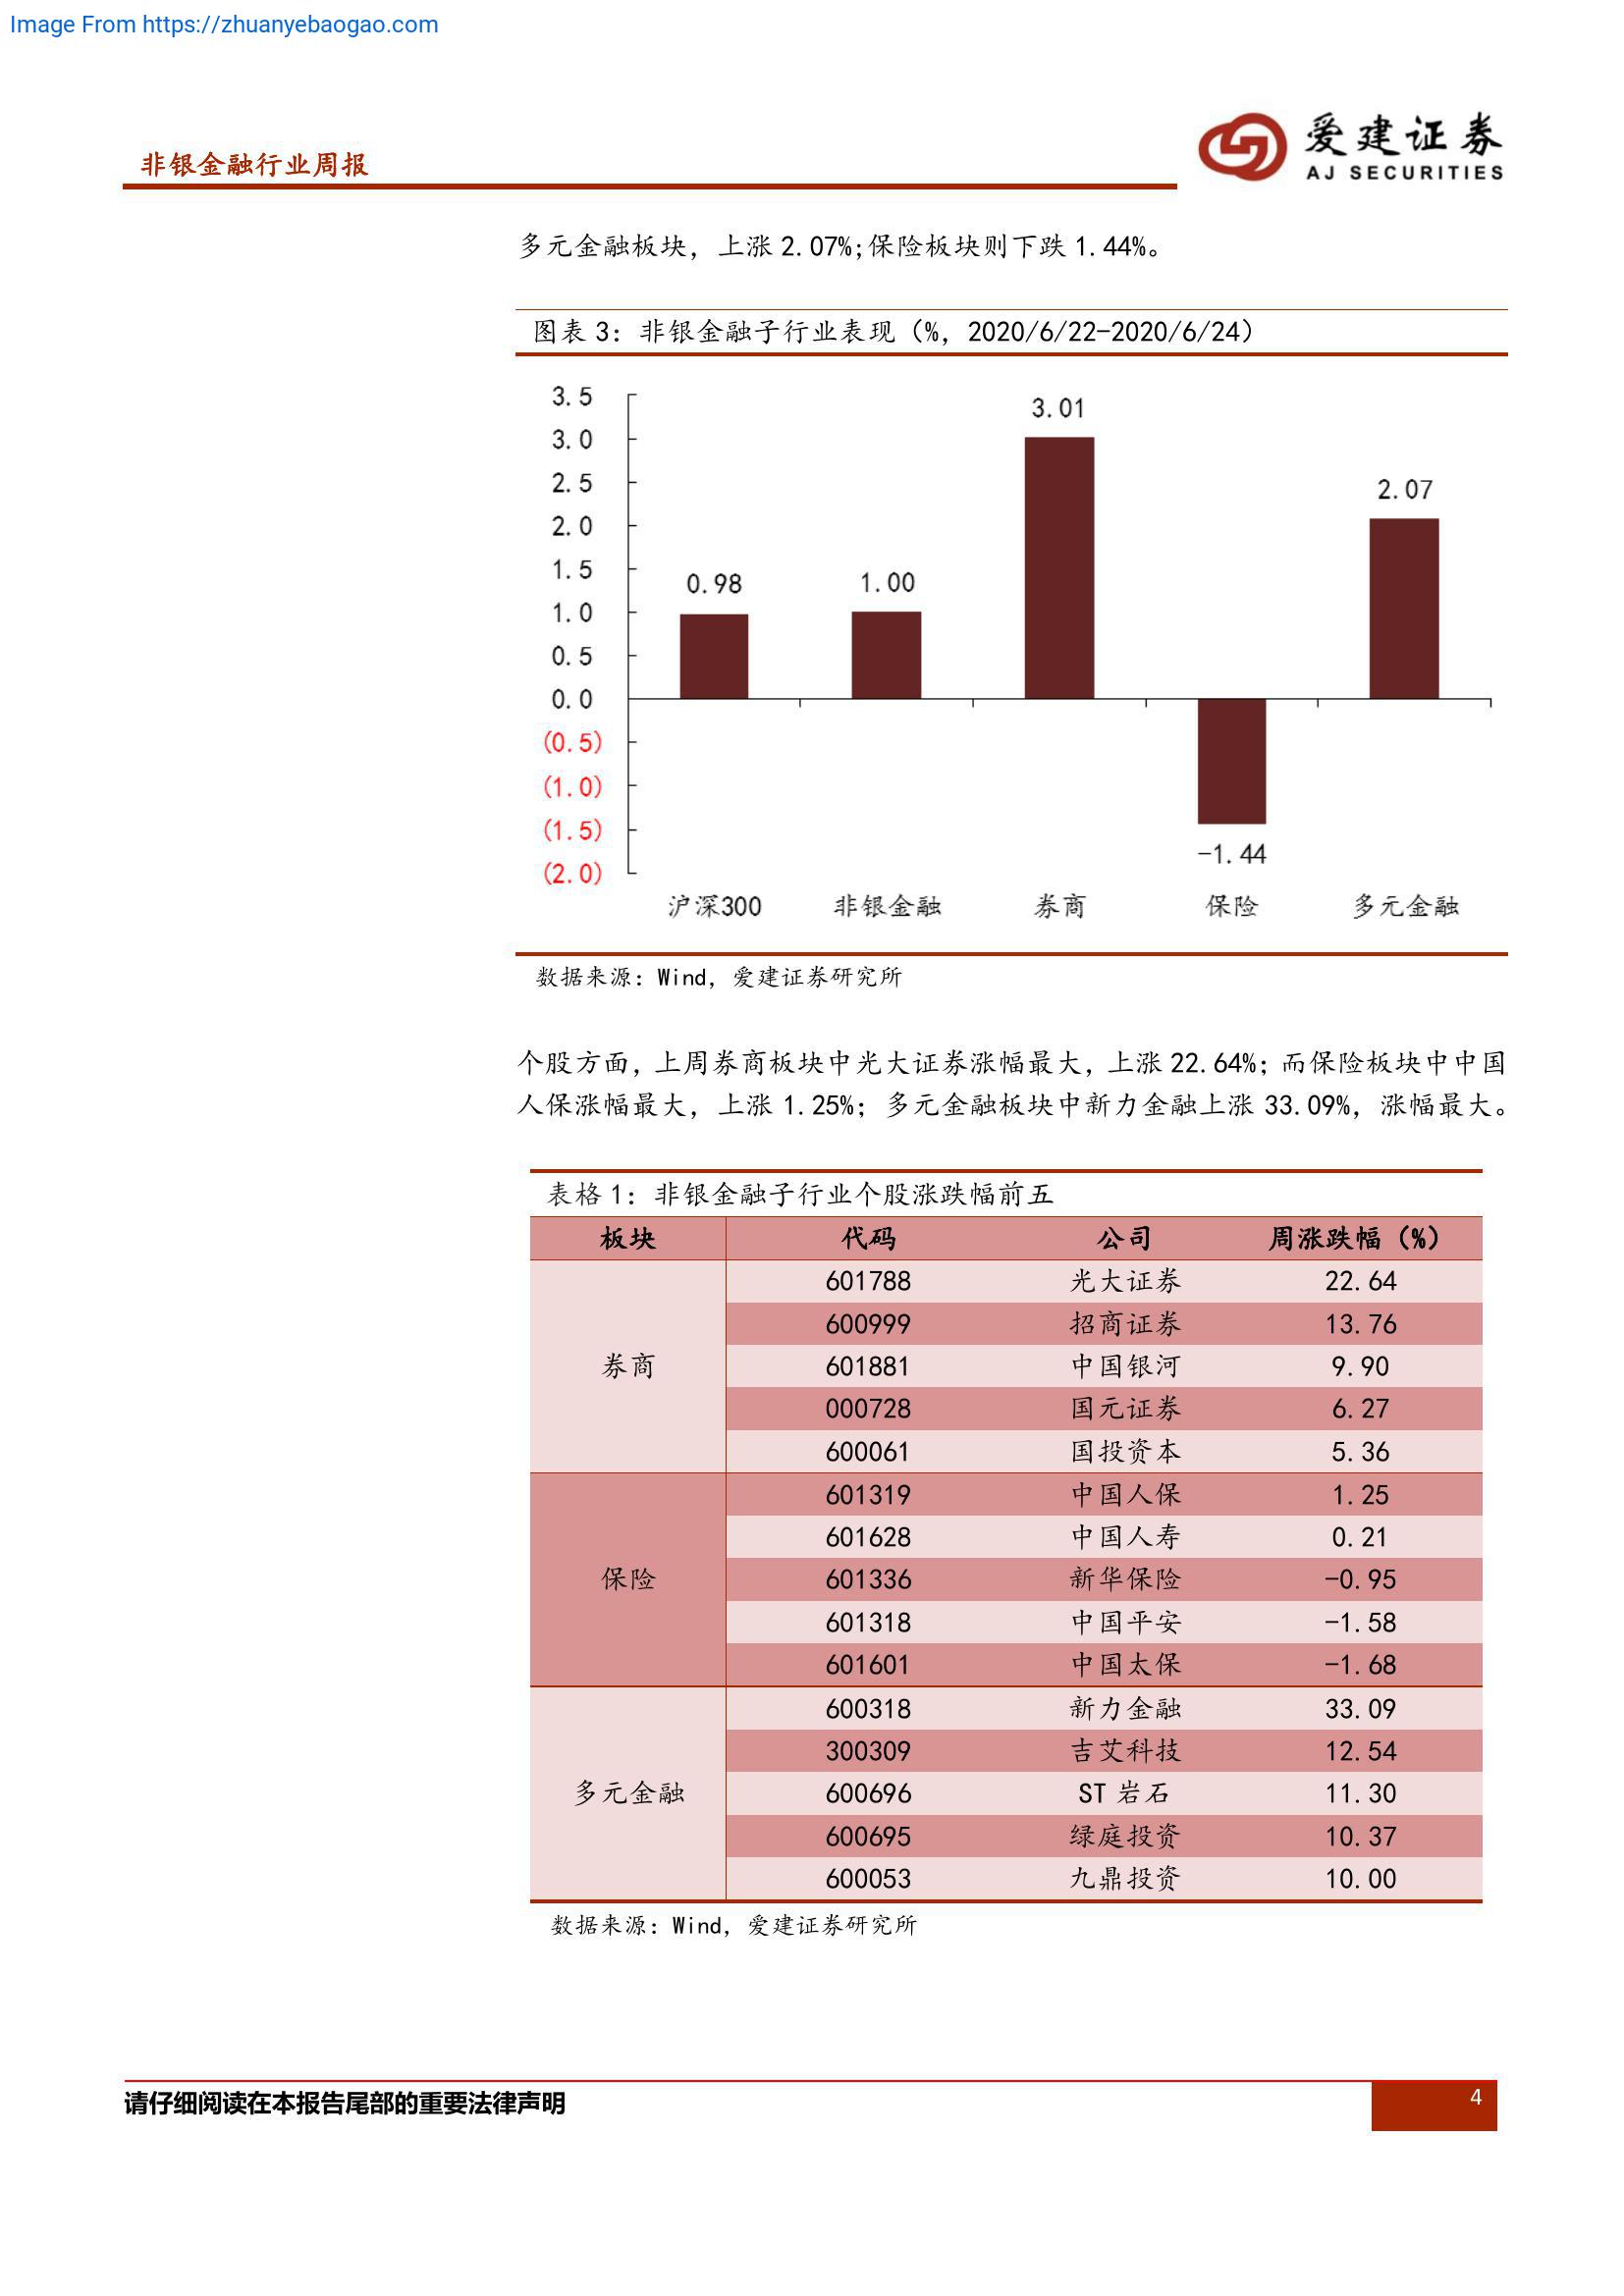 Image From https://zhuanyebaogao.com
非银金融行业周报
爱建证券
AJ SECURITIES
多元金融板块，上涨 2.07%;保险板块则下跌 1.44%。
图表 3：非银金融子行业表现（%，2020/6/22-2020/6/24）
3.5
3.0
2.5
2.0
1.5
1.0
0.5
0.0
(0.5)
(1.0)
(1.5)
(2.0)
0.98
1.00
3.01
-1.44
2.07
沪深300 非银金融 券商 保险 多元金融
数据来源：Wind，爱建证券研究所
个股方面，上周券商板块中光大证券涨幅最大，上涨 22.64%；而保险板块中中国
人保涨幅最大，上涨 1.25%；多元金融板块中新力金融上涨 33.09%，涨幅最大。
表格 1：非银金融子行业个股涨跌幅前五
板块 代码 公司 周涨跌幅（%）
券商
601788 光大证券 22.64
600999 招商证券 13.76
601881 中国银河 9.90
000728 国元证券 6.27
600061 国投资本 5.36
保险
601319 中国人保 1.25
601628 中国人寿 0.21
601336 新华保险 -0.95
601318 中国平安 -1.58
601601 中国太保 -1.68
多元金融
600318 新力金融 33.09
300309 吉艾科技 12.54
600696 ST 岩石 11.30
600695 绿庭投资 10.37
600053 九鼎投资 10.00
数据来源：Wind，爱建证券研究所
请仔细阅读在本报告尾部的重要法律声明
4